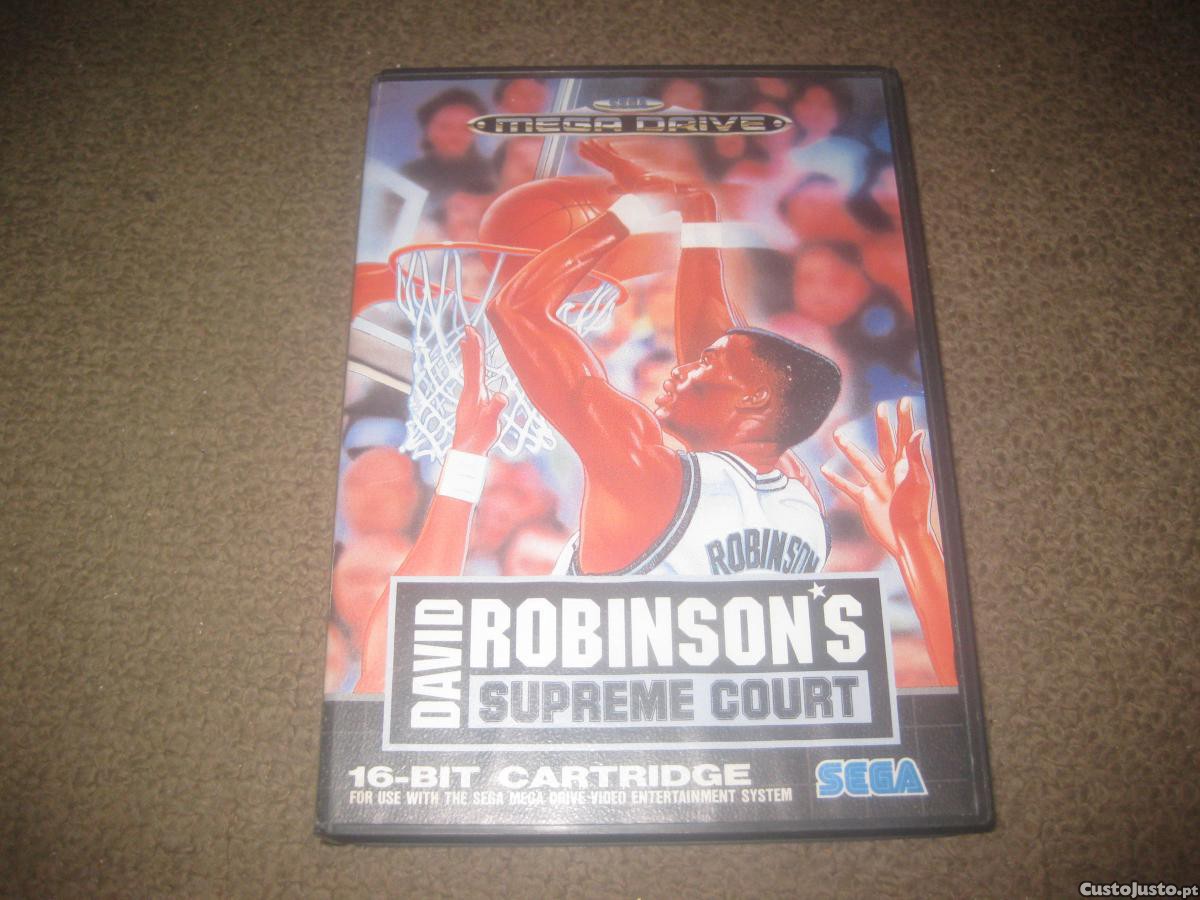 SEGA
MEGA DRIVE
ROBINSON
DAVID
ROBINSON'S
SUPREME COURT
16-BIT CARTRIDGE
FOR USE WITH THE SEGA MEGA DRIVE VIDEO ENTERTAINMENT SYSTEM
SEGA
CustoJusto.pt